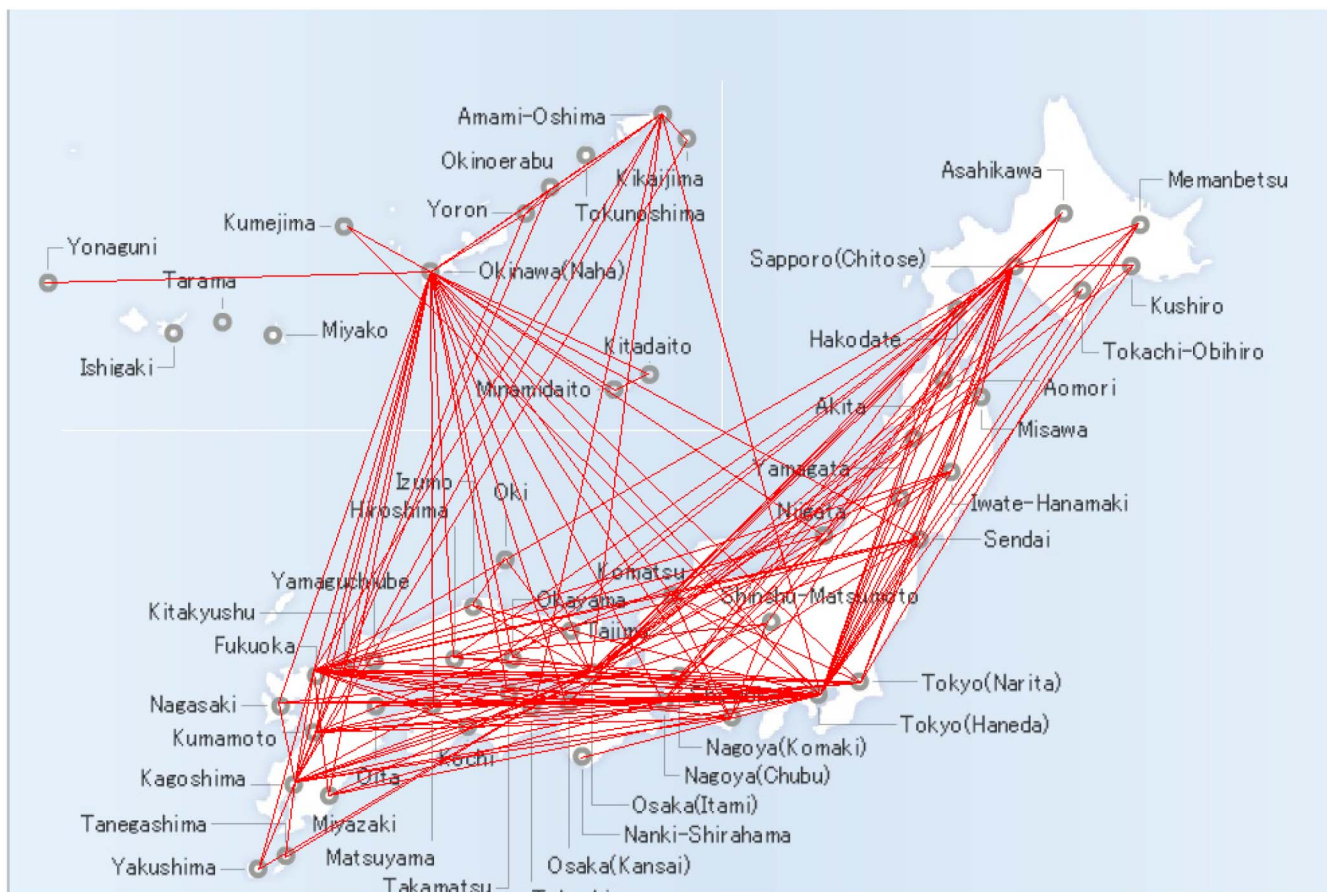 Amami-Oshima
Okinoerabu
Kikaijima
Yoron
Tokunoshima
Kumejima
Yonaguni
Okinawa(Naha)
Tarama
Miyako
Ishigaki
Kitadaito
Minamidaito
Asahikawa
Memanbetsu
Sapporo(Chitose)
Kushiro
Hakodate
Tokachi-Obihiro
Aomori
Akita
Misawa
Yamagata
Iwate-Hanamaki
Niigata
Sendai
Izumo
Oki
Hiroshima
Komatsu
Yamaguchiube
Okayama
Shinshu-Matsumoto
Kitakyushu
Tajima
Fukuoka
Tokyo(Narita)
Nagasaki
Tokyo(Haneda)
Kumamoto
Nagoya(Komaki)
Kochi
Kagoshima
Oita
Nagoya(Chubu)
Osaka(Itami)
Tanegashima
Miyazaki
Nanki-Shirahama
Matsuyama
Osaka(Kansai)
Yakushima
Takamatsu